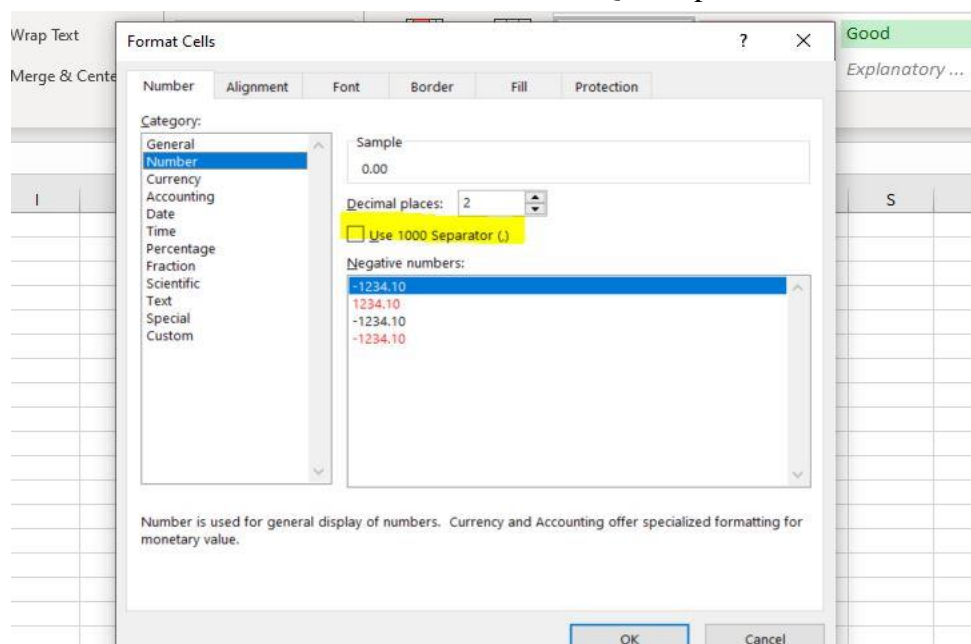 Wrap Text
Merge & Cente
Good
Explanatory ...
Format Cells
?
Number Alignment Font Border Fill Protection
Category:
General
Number
Currency
Accounting
Date
Time
Percentage
Fraction
Scientific
Text
Special
Custom
Sample
0.00
Decimal places: 2
Use 1000 Separator (,)
Negative numbers:
-1234.10
1234.10
-1234.10
-1234.10
Number is used for general display of numbers. Currency and Accounting offer specialized formatting for
monetary value.
OK Cancel
I
S